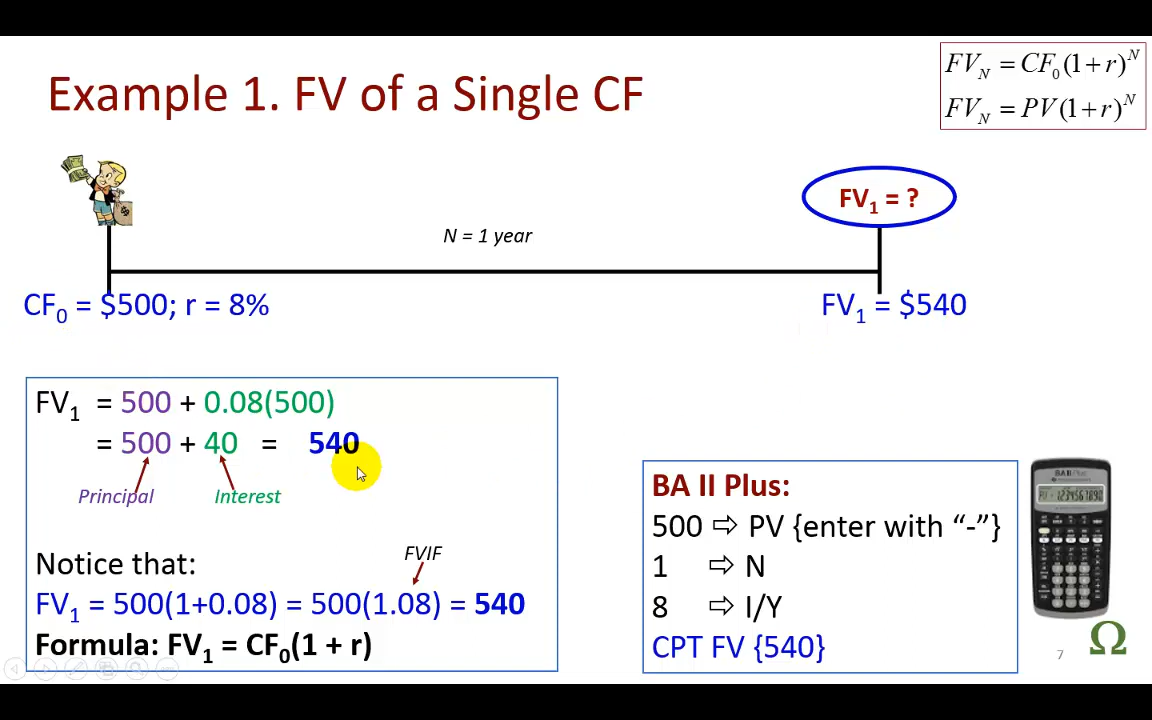 Example 1. FV of a Single CF
FV_N = CF_0(1+r)^N
FV_N = PV(1+r)^N
FV_1 = ?
N = 1 year
CF_0 = $500; r = 8%
FV_1 = $540
FV_1 = 500 + 0.08(500)
= 500 + 40 = 540
Principal Interest
Notice that:
FVIF
FV_1 = 500(1+0.08) = 500(1.08) = 540
Formula: FV_1 = CF_0(1 + r)
BA II Plus:
500 ⇨ PV {enter with “-”}
1 ⇨ N
8 ⇨ I/Y
CPT FV {540}
BA II Plus
7
Ω